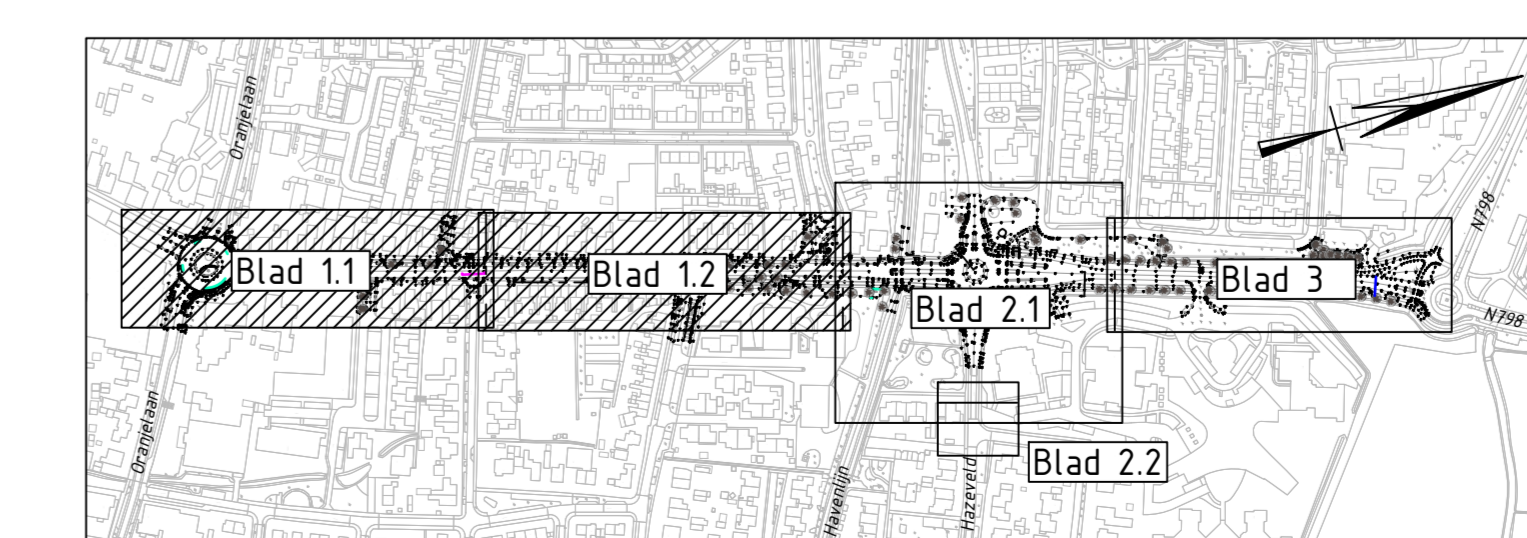 Oranjelaan
N798
Blad 1.1
Blad 1.2
Blad 2.1
Blad 3
N798
Oranjelaan
Blad 2.2
Havenlijn
Hazeveld